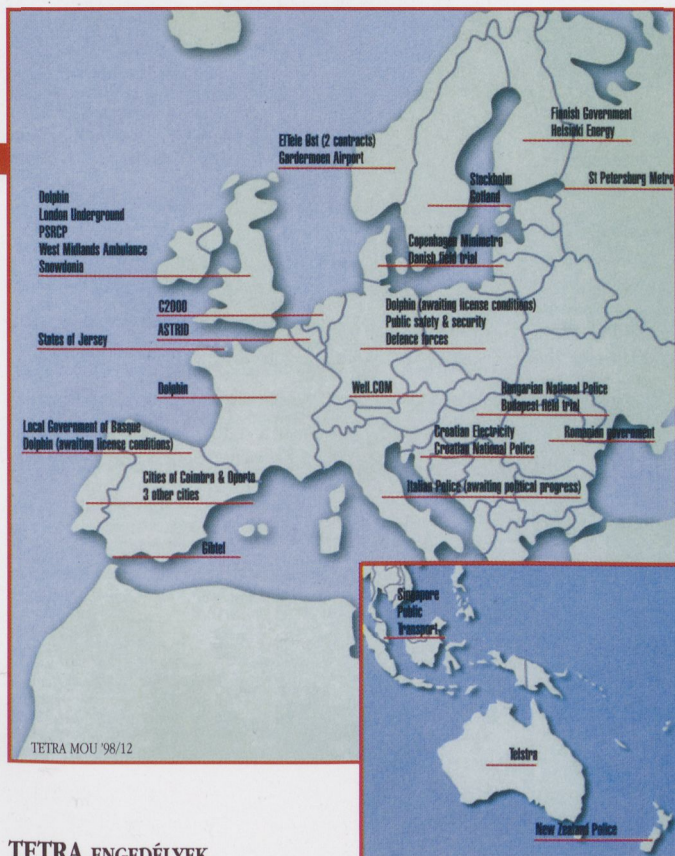 Finnish Government
Helsinki Energy
ElTele Øst (2 contracts)
Gardermoen Airport
St Petersburg Metro
Stockholm
Gotland
Dolphin
London Underground
PSRCP
West Midlands Ambulance
Snowdonia
Copenhagen Minimetro
Danish field trial
C2000
ASTRID
Dolphin (awaiting license conditions)
Public safety & security
Defence forces
States of Jersey
Dolphin
Well.COM
Hungarian National Police
Budapest field trial
Local Government of Basque
Dolphin (awaiting license conditions)
Croatian Electricity
Croatian National Police
Romanian government
Cities of Coimbra & Oporto
3 other cities
Italian Police (awaiting political progress)
Gibtel
Singapore
Public
Transport
TETRA MOU '98/12
Telstra
New Zealand Police
TETRA ENGEDÉLYEK